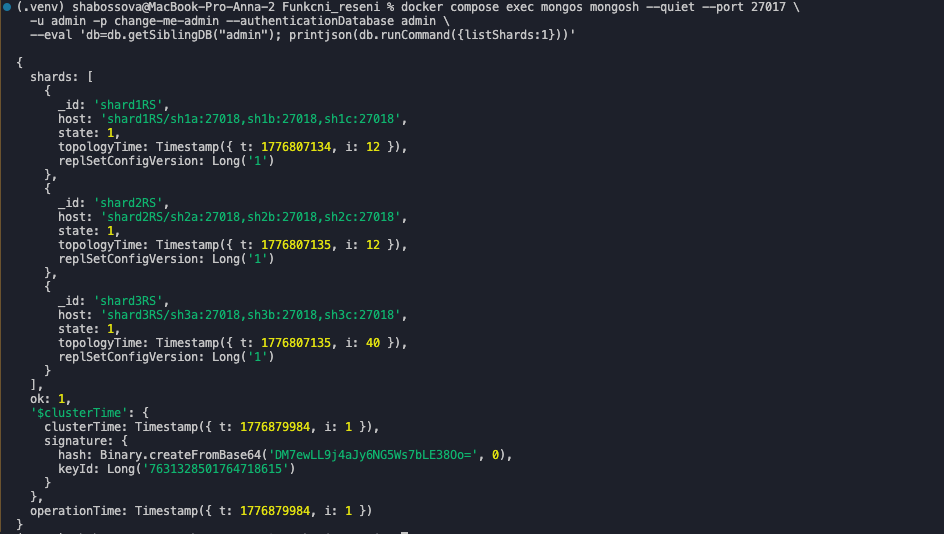 (.venv) shabossova@MacBook-Pro-Anna-2 Funkcni_reseni % docker compose exec mongos mongosh --quiet --port 27017 \
-u admin -p change-me-admin --authenticationDatabase admin \
--eval 'db=db.getSiblingDB("admin"); printjson(db.runCommand({listShards:1}))'
{
shards: [
{
_id: 'shard1RS',
host: 'shard1RS/sh1a:27018,sh1b:27018,sh1c:27018',
state: 1,
topologyTime: Timestamp({ t: 1776807134, i: 12 }),
replSetConfigVersion: Long('1')
},
{
_id: 'shard2RS',
host: 'shard2RS/sh2a:27018,sh2b:27018,sh2c:27018',
state: 1,
topologyTime: Timestamp({ t: 1776807135, i: 12 }),
replSetConfigVersion: Long('1')
},
{
_id: 'shard3RS',
host: 'shard3RS/sh3a:27018,sh3b:27018,sh3c:27018',
state: 1,
topologyTime: Timestamp({ t: 1776807135, i: 40 }),
replSetConfigVersion: Long('1')
}
],
ok: 1,
'$clusterTime': {
clusterTime: Timestamp({ t: 1776879984, i: 1 }),
signature: {
hash: Binary.createFromBase64('DM7ewLL9j4aJy6NG5Ws7bLE38Oo=', 0),
keyId: Long('7631328501764718615')
}
},
operationTime: Timestamp({ t: 1776879984, i: 1 })
}